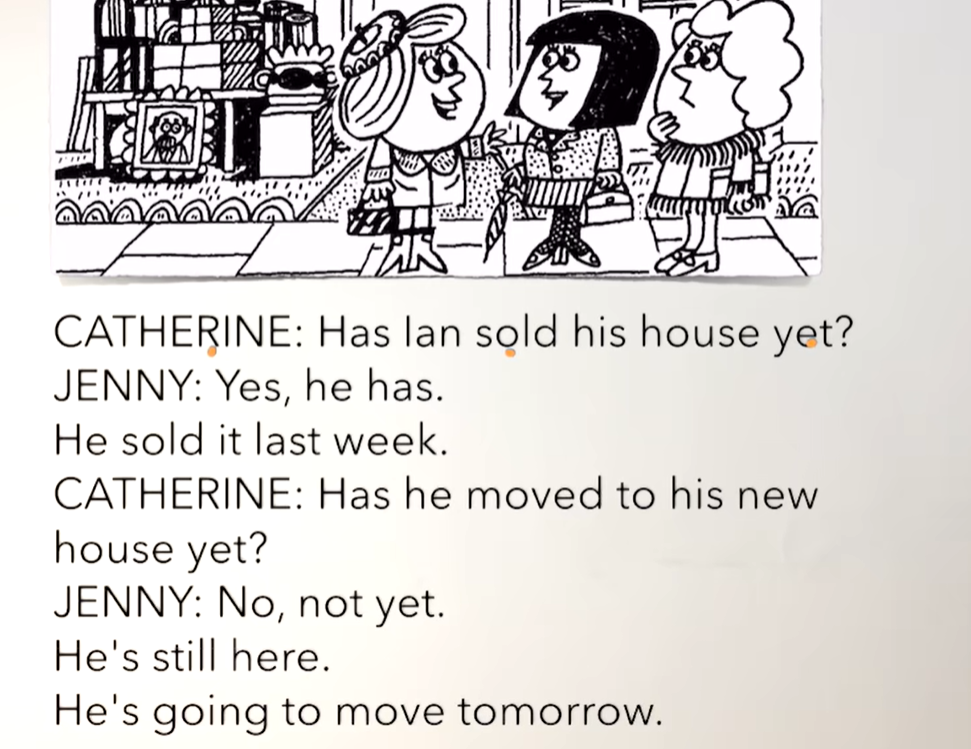 CATHERINE: Has Ian sold his house yet?
JENNY: Yes, he has.
He sold it last week.
CATHERINE: Has he moved to his new
house yet?
JENNY: No, not yet.
He's still here.
He's going to move tomorrow.